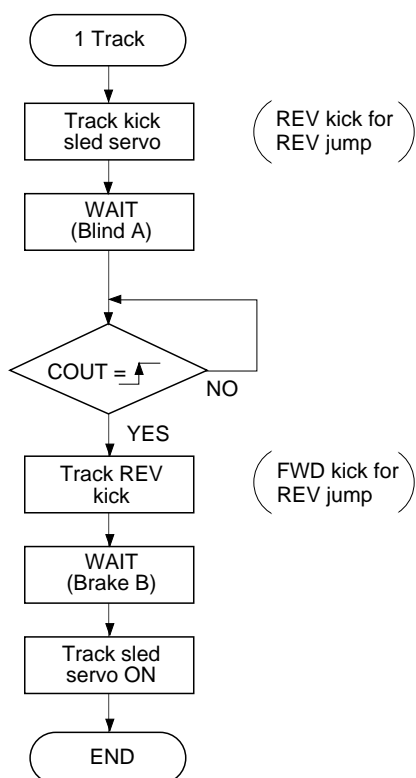 1 Track
Track kick
sled servo
(REV kick for
REV jump)
WAIT
(Blind A)
COUT =
NO
YES
Track REV
kick
(FWD kick for
REV jump)
WAIT
(Brake B)
Track sled
servo ON
END